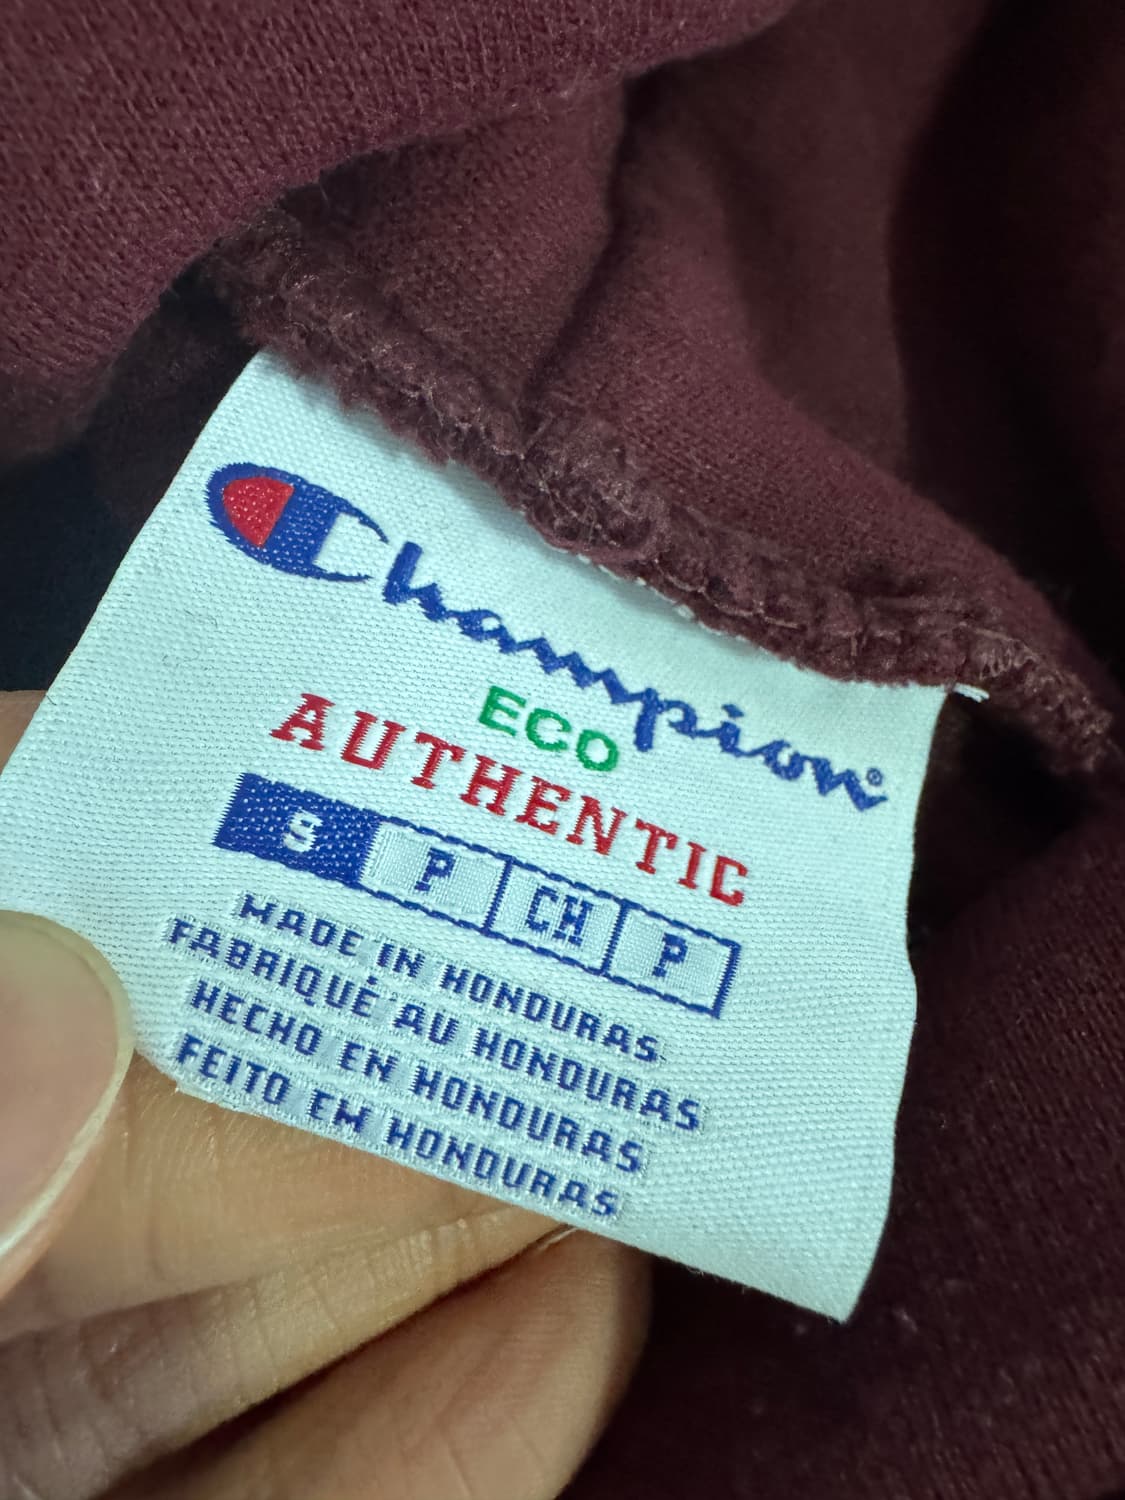 Champion®
ECO
AUTHENTIC
S P CH P
MADE IN HONDURAS
FABRIQUÉ AU HONDURAS
HECHO EN HONDURAS
FEITO EM HONDURAS